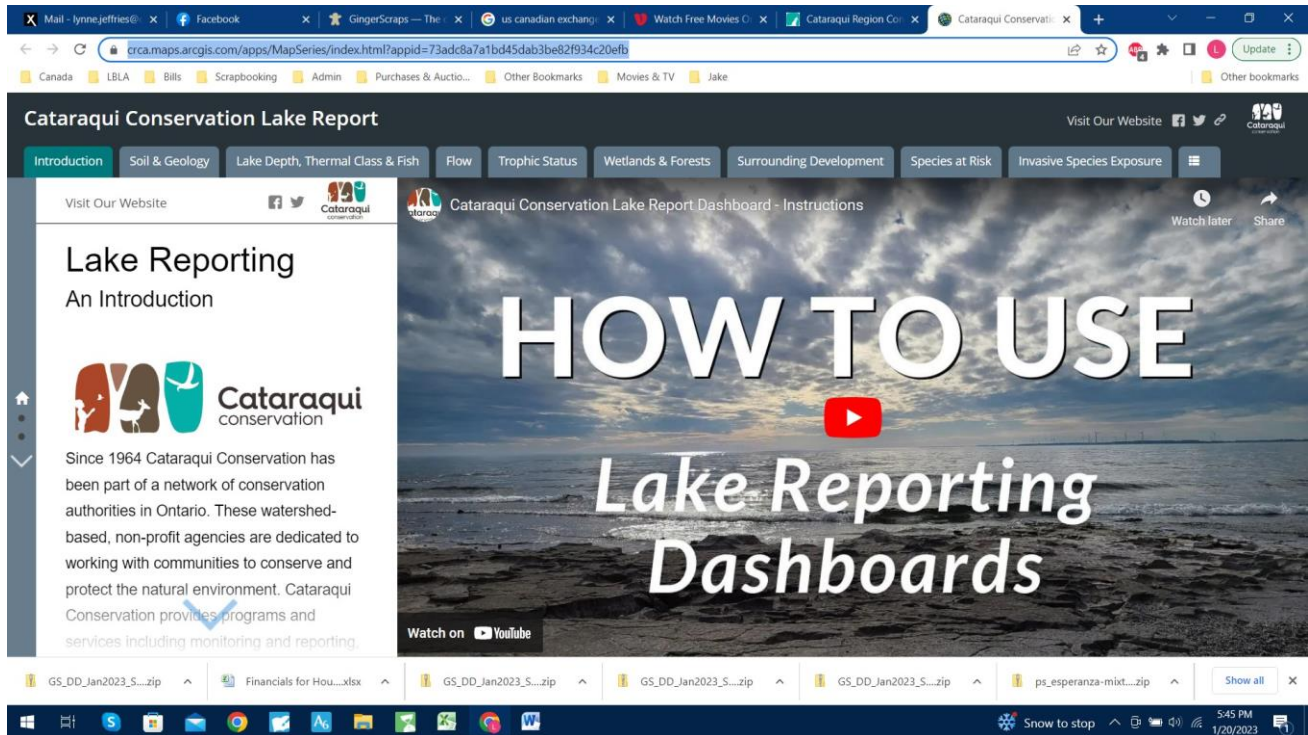 Mail - lynne.jeffries@
Facebook
GingerScraps — The
us canadian exchang
Watch Free Movies O
Cataraqui Region Con
Cataraqui Conservatio
crca.maps.arcgis.com/apps/MapSeries/index.html?appid=73adc8a7a1bd45dab3be82f934c20efb
ABP
4
L
Update
Canada
LBLA
Bills
Scrapbooking
Admin
Purchases & Auctio...
Other Bookmarks
Movies & TV
Jake
Other bookmarks
Cataraqui Conservation Lake Report
Visit Our Website
Cataraqui
Introduction
Soil & Geology
Lake Depth, Thermal Class & Fish
Flow
Trophic Status
Wetlands & Forests
Surrounding Development
Species at Risk
Invasive Species Exposure
Visit Our Website
Cataraqui
conservation
Lake Reporting
An Introduction
Cataraqui
conservation
Since 1964 Cataraqui Conservation has
been part of a network of conservation
authorities in Ontario. These watershed-
based, non-profit agencies are dedicated to
working with communities to conserve and
protect the natural environment. Cataraqui
Conservation provides programs and
services including monitoring and reporting,
Cataraqui Conservation Lake Report Dashboard - Instructions
Watch later
Share
HOW TO USE
Lake Reporting
Dashboards
Watch on YouTube
GS_DD_Jan2023_S....zip
Financials for Hou....xlsx
GS_DD_Jan2023_S....zip
GS_DD_Jan2023_S....zip
GS_DD_Jan2023_S....zip
ps_esperanza-mixt....zip
Show all
Snow to stop
5:45 PM
1/20/2023